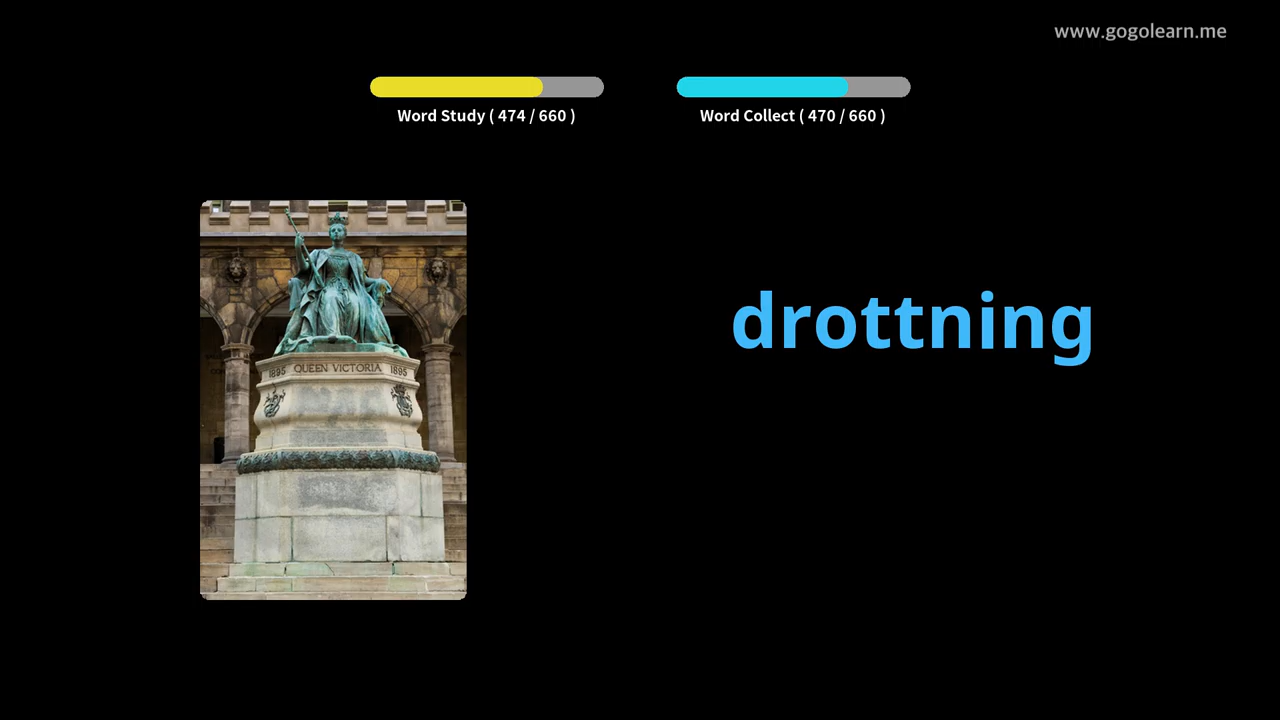 www.gogolearn.me
Word Study ( 474 / 660 )
Word Collect ( 470 / 660 )
drottning
1895 QUEEN VICTORIA 1895